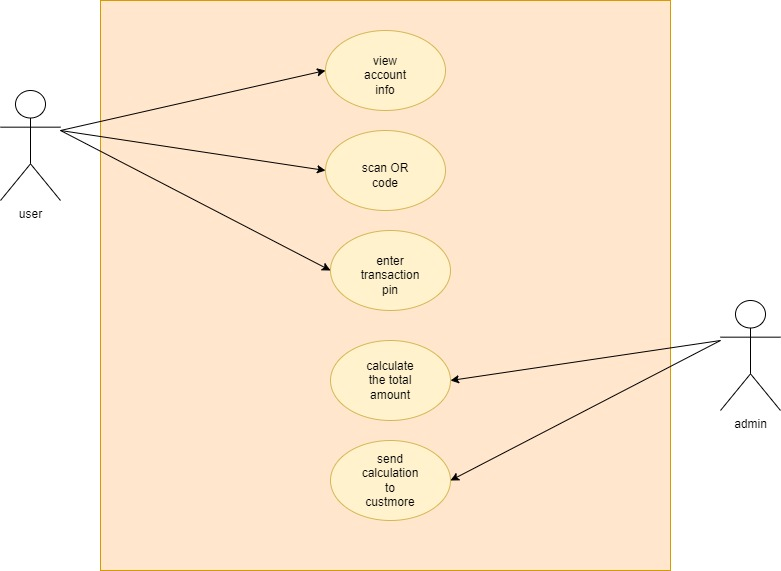 view
account
info
scan OR
code
user
enter
transaction
pin
calculate
the total
amount
admin
send
calculation
to
custmore